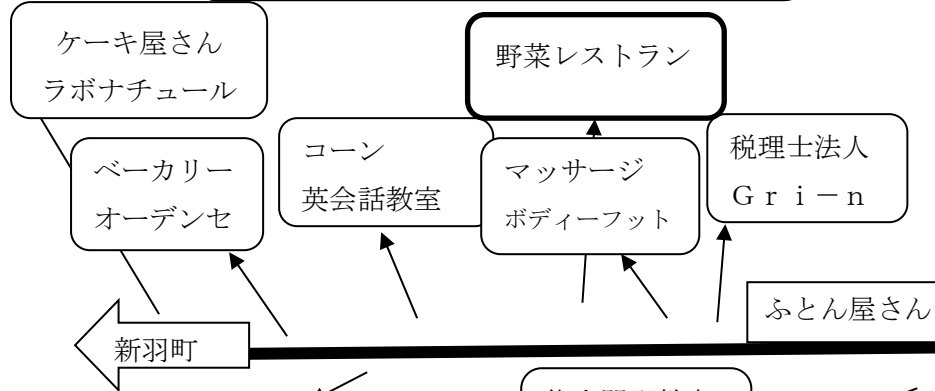 ケーキ屋さん
ラボナチュール
野菜レストラン
ベーカリー
オーデンセ
コーン
英会話教室
マッサージ
ボディーフット
税理士法人
Ｇｒｉ－ｎ
ふとん屋さん
新羽町